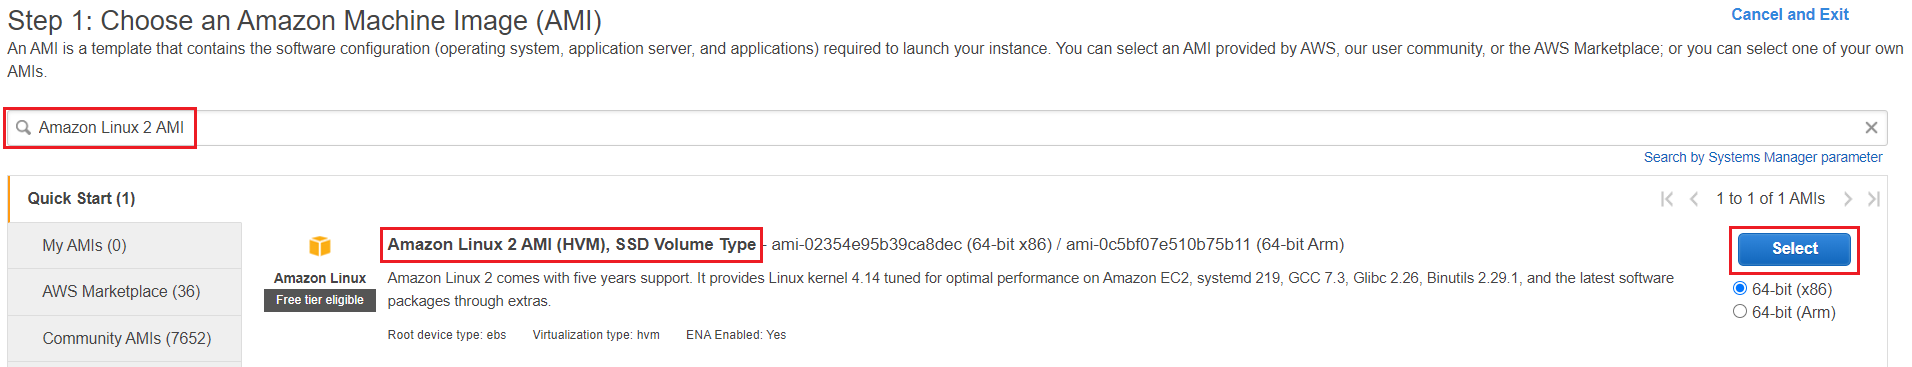 Step 1: Choose an Amazon Machine Image (AMI)
Cancel and Exit
An AMI is a template that contains the software configuration (operating system, application server, and applications) required to launch your instance. You can select an AMI provided by AWS, our user community, or the AWS Marketplace; or you can select one of your own
AMIs.
Amazon Linux 2 AMI
Search by Systems Manager parameter
Quick Start (1)
1 to 1 of 1 AMIs
My AMIs (0)
AWS Marketplace (36)
Community AMIs (7652)
Amazon Linux
Free tier eligible
Amazon Linux 2 AMI (HVM), SSD Volume Type - ami-02354e95b39ca8dec (64-bit x86) / ami-0c5bf07e510b75b11 (64-bit Arm)
Amazon Linux 2 comes with five years support. It provides Linux kernel 4.14 tuned for optimal performance on Amazon EC2, systemd 219, GCC 7.3, Glibc 2.26, Binutils 2.29.1, and the latest software
packages through extras.
Root device type: ebs Virtualization type: hvm ENA Enabled: Yes
Select
64-bit (x86)
64-bit (Arm)